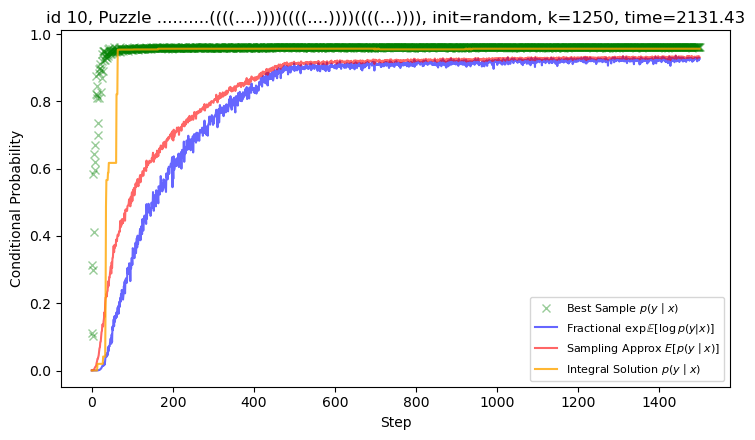 id 10, Puzzle ..........((((....))))((((....))))((((...)))), init=random, k=1250, time=2131.43
Conditional Probability
1.0
0.8
0.6
0.4
0.2
0.0
Best Sample p(y | x)
Fractional exp𝔼[log p(y|x)]
Sampling Approx E[p(y | x)]
Integral Solution p(y | x)
0 200 400 600 800 1000 1200 1400
Step